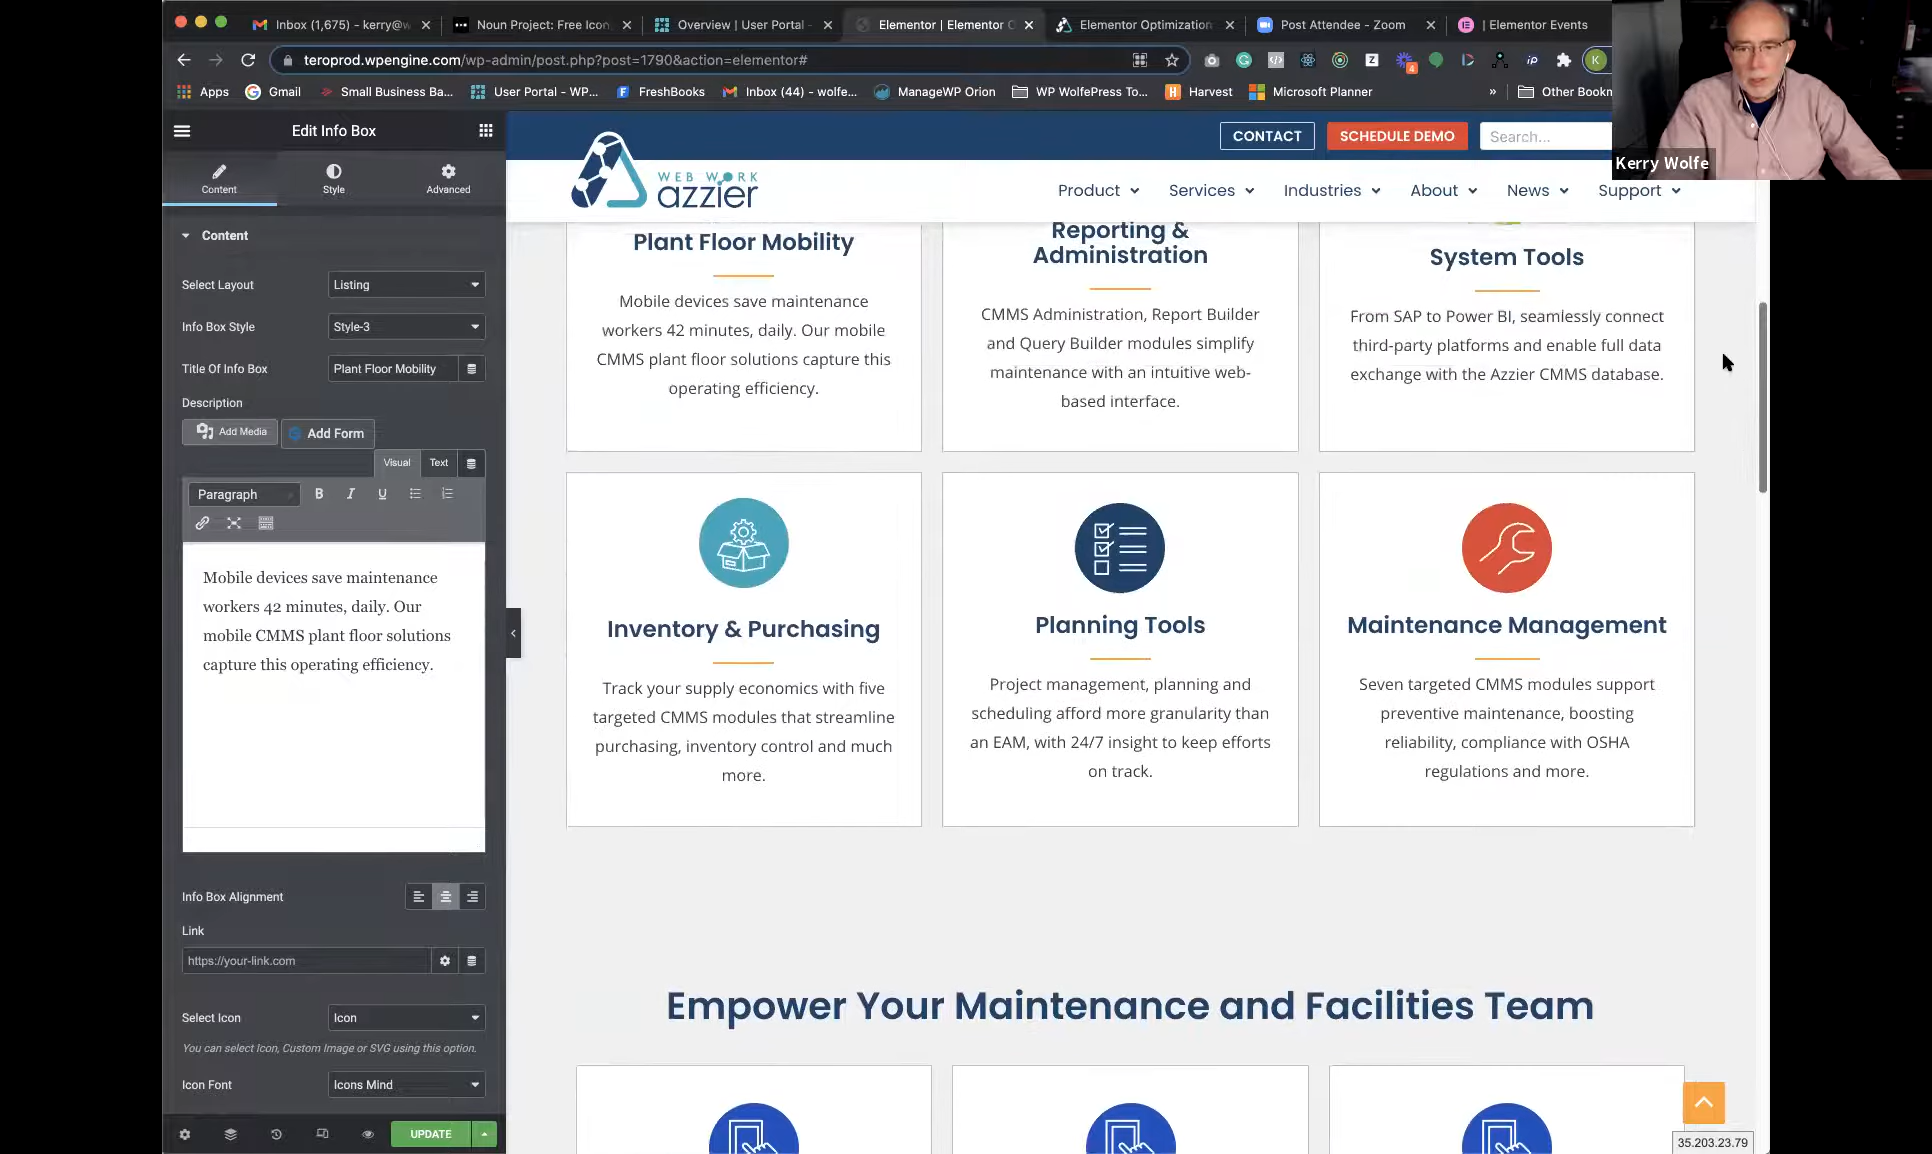 Inbox (1,675) - kerry@w
Noun Project: Free Icon
Overview | User Portal -
Elementor | Elementor C
Elementor Optimization
Post Attendee - Zoom
| Elementor Events
teroprod.wpengine.com/wp-admin/post.php?post=1790&action=elementor#
Apps
Gmail
Small Business Ba...
User Portal - WP...
FreshBooks
Inbox (44) - wolfe...
ManageWP Orion
WP WolfePress To...
Harvest
Microsoft Planner
»
Other Bookm
Kerry Wolfe
Edit Info Box
Content
Style
Advanced
Content
Select Layout
Listing
Info Box Style
Style-3
Title Of Info Box
Plant Floor Mobility
Description
Add Media
Add Form
Visual
Text
Paragraph
B
I
U
Mobile devices save maintenance
workers 42 minutes, daily. Our
mobile CMMS plant floor solutions
capture this operating efficiency.
Info Box Alignment
Link
https://your-link.com
Select Icon
Icon
You can select Icon, Custom Image or SVG using this option.
Icon Font
Icons Mind
UPDATE
CONTACT
SCHEDULE DEMO
Search...
WEB WORK
azzier
Product
Services
Industries
About
News
Support
Plant Floor Mobility
Mobile devices save maintenance
workers 42 minutes, daily. Our mobile
CMMS plant floor solutions capture this
operating efficiency.
Reporting &
Administration
CMMS Administration, Report Builder
and Query Builder modules simplify
maintenance with an intuitive web-
based interface.
System Tools
From SAP to Power BI, seamlessly connect
third-party platforms and enable full data
exchange with the Azzier CMMS database.
Inventory & Purchasing
Track your supply economics with five
targeted CMMS modules that streamline
purchasing, inventory control and much
more.
Planning Tools
Project management, planning and
scheduling afford more granularity than
an EAM, with 24/7 insight to keep efforts
on track.
Maintenance Management
Seven targeted CMMS modules support
preventive maintenance, boosting
reliability, compliance with OSHA
regulations and more.
Empower Your Maintenance and Facilities Team
35.203.23.79